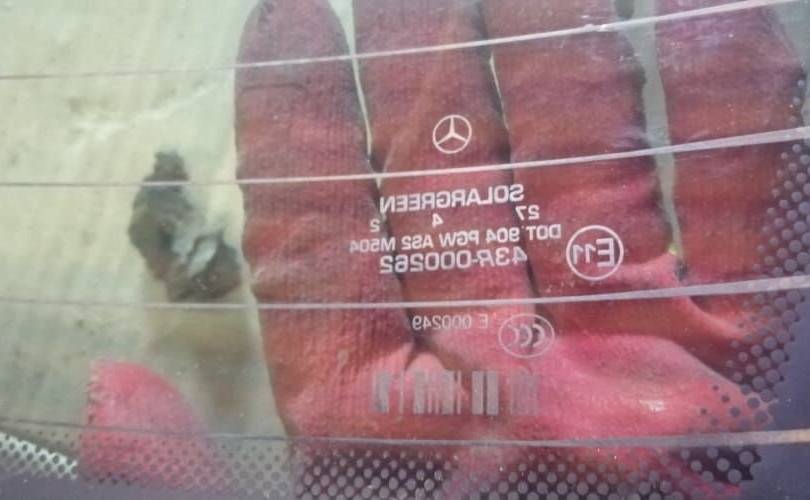 SOLARGREEN
27
4
2
DOT 904 PGW AS2 M504
E11 43R-000262
CCC E 000249